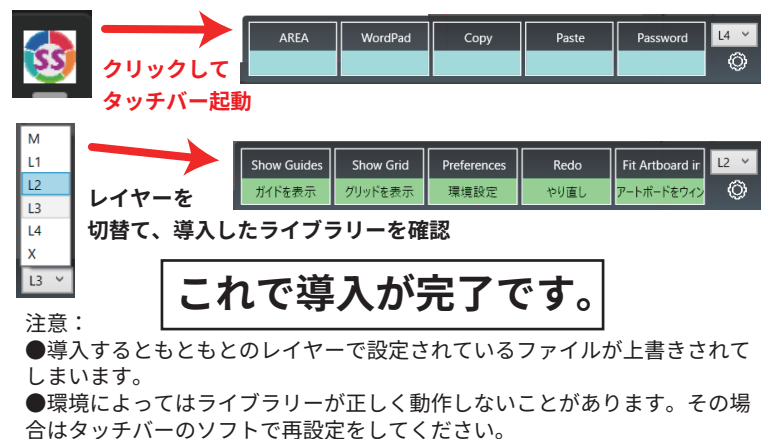 SS
AREA WordPad Copy Paste Password L4
クリックして
タッチバー起動
M
L1
L2
L3
L4
X
L3
Show Guides Show Grid Preferences Redo Fit Artboard ir L2
ガイドを表示 グリッドを表示 環境設定 やり直し アートボードをウィン
レイヤーを
切替て、導入したライブラリーを確認
これで導入が完了です。
注意：
●導入するともともとのレイヤーで設定されているファイルが上書きされて
しまいます。
●環境によってはライブラリーが正しく動作しないことがあります。その場
合はタッチバーのソフトで再設定をしてください。